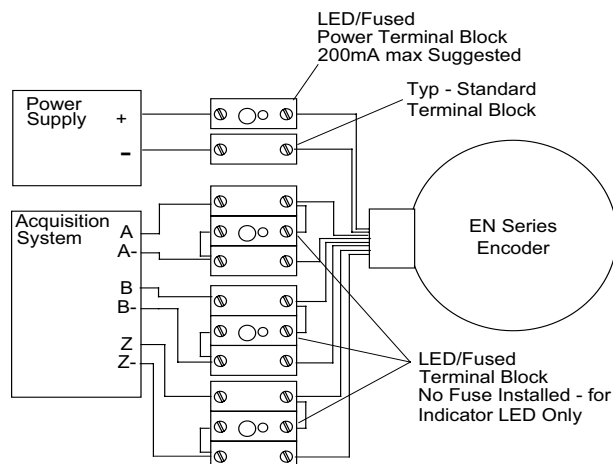 LED/Fused
Power Terminal Block
200mA max Suggested
Typ - Standard
Terminal Block
Power
Supply
+
-
Acquisition
System
A
A-
B
B-
Z
Z-
EN Series
Encoder
LED/Fused
Terminal Block
No Fuse Installed - for
Indicator LED Only